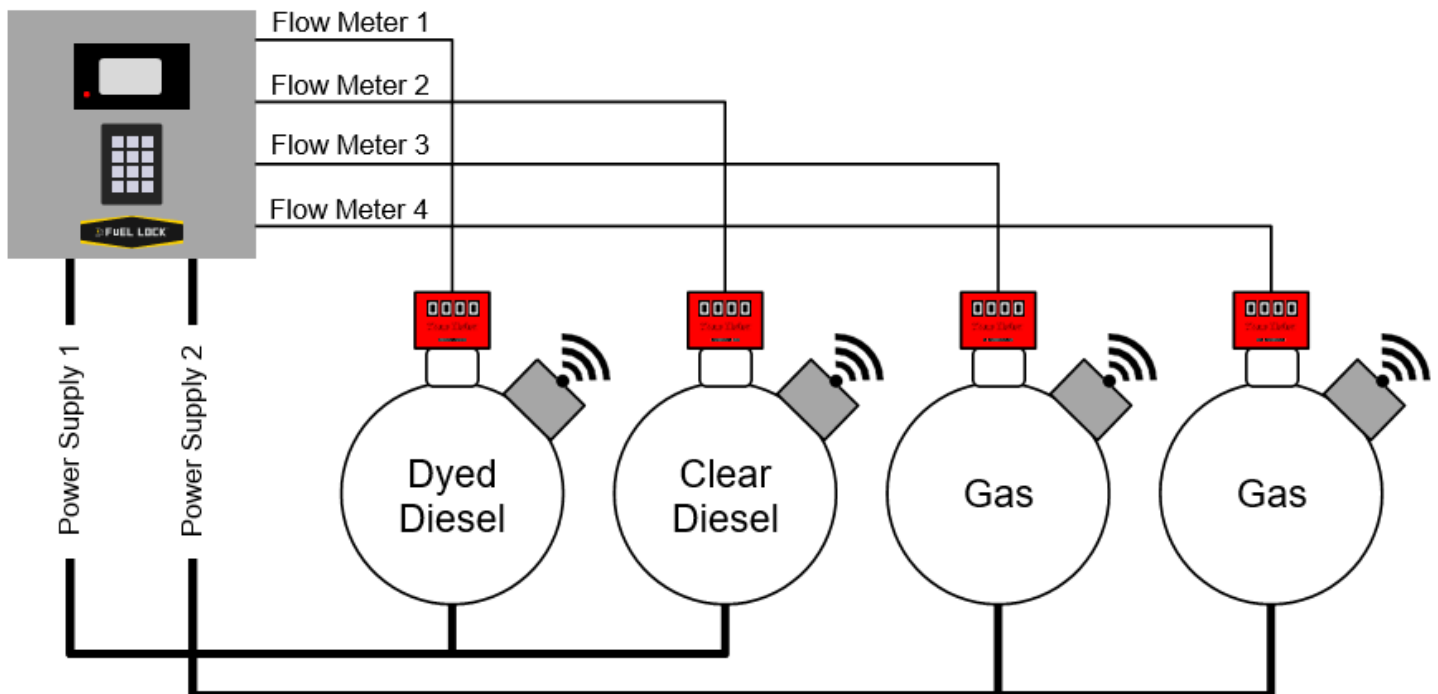 Flow Meter 1
Flow Meter 2
Flow Meter 3
Flow Meter 4
FUEL LOCK
Power Supply 1
Power Supply 2
0000
0000
0000
0000
Dyed
Diesel
Clear
Diesel
Gas
Gas